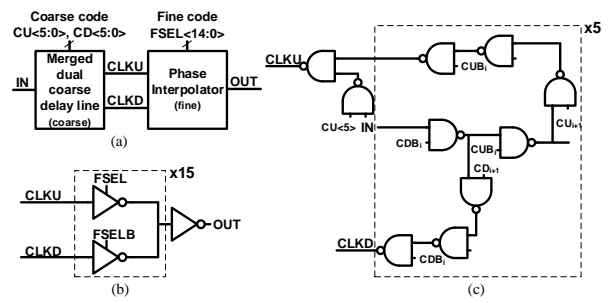 Coarse code
CU<5:0>, CD<5:0>
Fine code
FSEL<14:0>
IN
Merged
dual
coarse
delay line
(coarse)
CLKU
CLKD
Phase
Interpolator
(fine)
OUT
(a)
x15
FSEL
CLKU
FSELB
CLKD
OUT
(b)
x5
CLKU
CUBi
CU<5>
IN
CUi+1
CDBi
CUBi
CDi+1
CLKD
CDBi
(c)